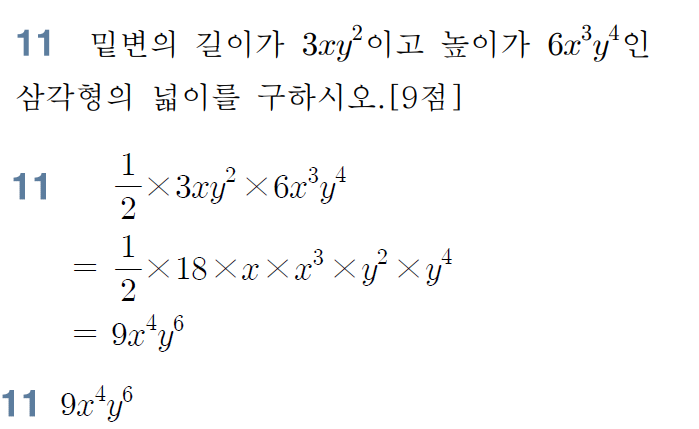 11 밑변의 길이가 3xy²이고 높이가 6x³y⁴인
삼각형의 넓이를 구하시오.[9점]
11 1/2×3xy²×6x³y⁴
= 1/2×18×x×x³×y²×y⁴
= 9x⁴y⁶
11 9x⁴y⁶